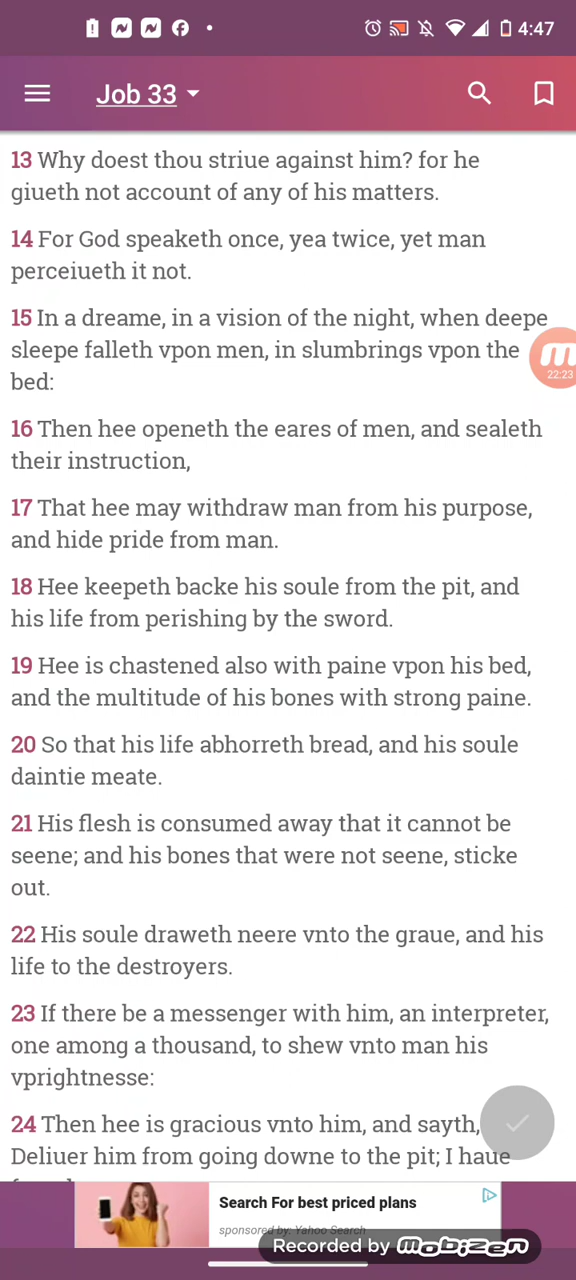 4:47
Job 33
13 Why doest thou striue against him? for he
giueth not account of any of his matters.
14 For God speaketh once, yea twice, yet man
perceiueth it not.
15 In a dreame, in a vision of the night, when deepe
sleepe falleth vpon men, in slumbrings vpon the
bed:
22:23
16 Then hee openeth the eares of men, and sealeth
their instruction,
17 That hee may withdraw man from his purpose,
and hide pride from man.
18 Hee keepeth backe his soule from the pit, and
his life from perishing by the sword.
19 Hee is chastened also with paine vpon his bed,
and the multitude of his bones with strong paine.
20 So that his life abhorreth bread, and his soule
daintie meate.
21 His flesh is consumed away that it cannot be
seene; and his bones that were not seene, sticke
out.
22 His soule draweth neere vnto the graue, and his
life to the destroyers.
23 If there be a messenger with him, an interpreter,
one among a thousand, to shew vnto man his
vprightnesse:
24 Then hee is gracious vnto him, and sayth,
Deliuer him from going downe to the pit; I haue
Search For best priced plans
sponsored by: Yahoo Search
Recorded by mobizen